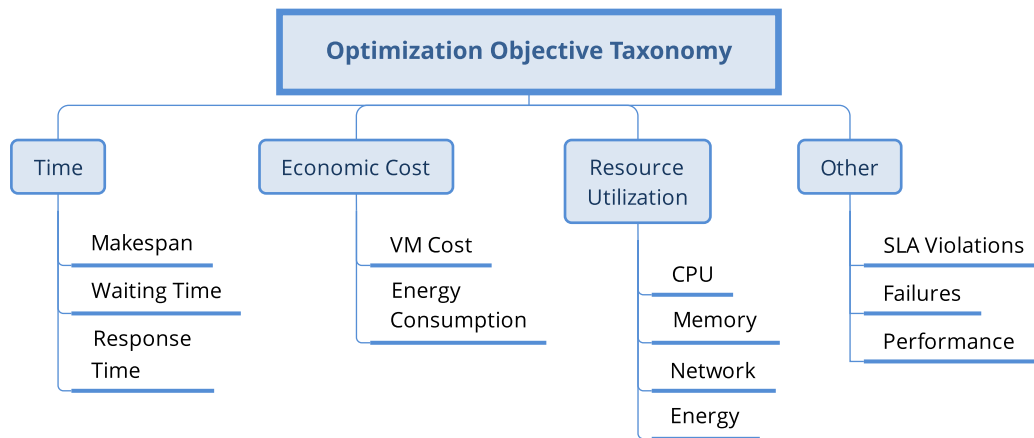 Optimization Objective Taxonomy
Time
Makespan
Waiting Time
Response
Time
Economic Cost
VM Cost
Energy
Consumption
Resource
Utilization
CPU
Memory
Network
Energy
Other
SLA Violations
Failures
Performance